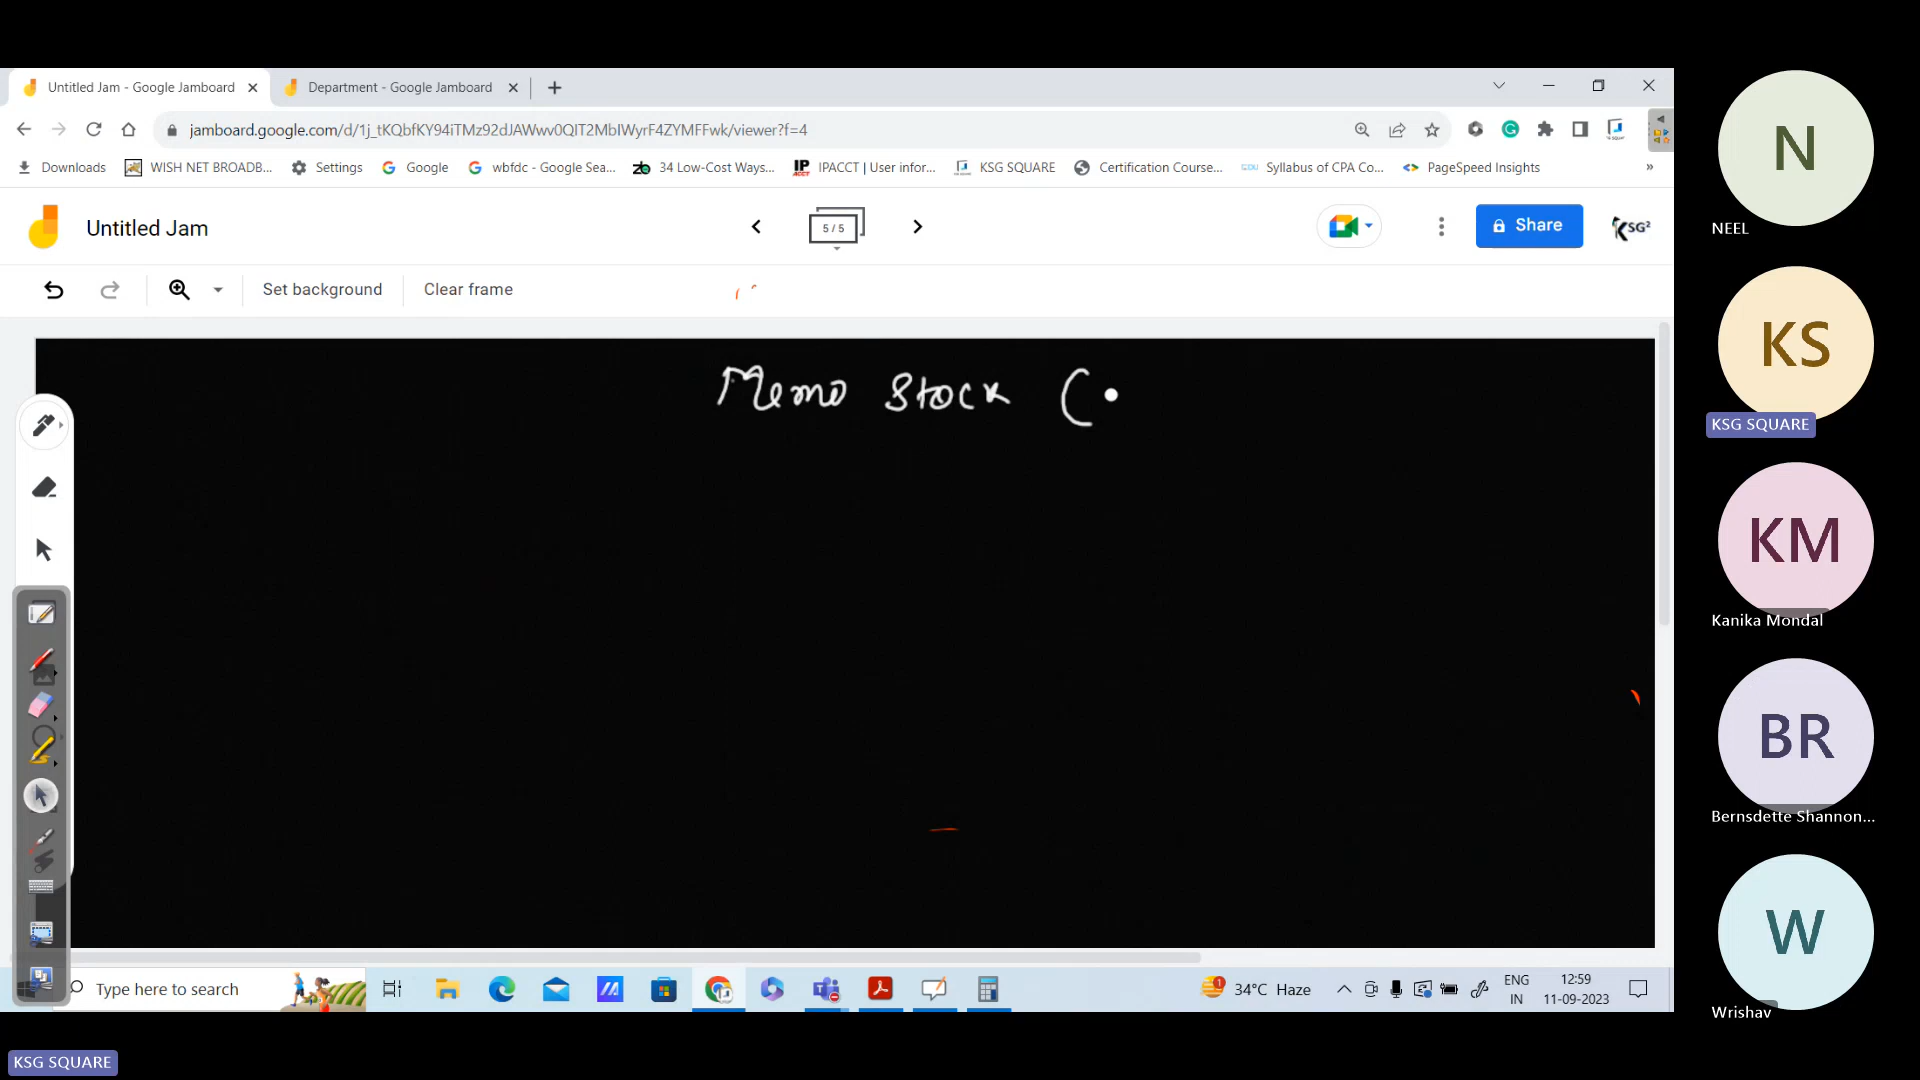 Untitled Jam - Google Jamboard
Department - Google Jamboard
jamboard.google.com/d/1j_tKQbfKY94iTMz92dJAWwv0QIT2MbIWyrF4ZYMFFwk/viewer?f=4
Downloads
WISH NET BROADB...
Settings
Google
wbfdc - Google Sea...
34 Low-Cost Ways...
IPACCT | User infor...
KSG SQUARE
Certification Course...
Syllabus of CPA Co...
PageSpeed Insights
»
Untitled Jam
5 / 5
Share
KSG²
Set background
Clear frame
Memo Stock (
Type here to search
34°C Haze
ENG
IN
12:59
11-09-2023
N
NEEL
KS
KSG SQUARE
KM
Kanika Mondal
BR
Bernsdette Shannon...
W
Wrishav
KSG SQUARE